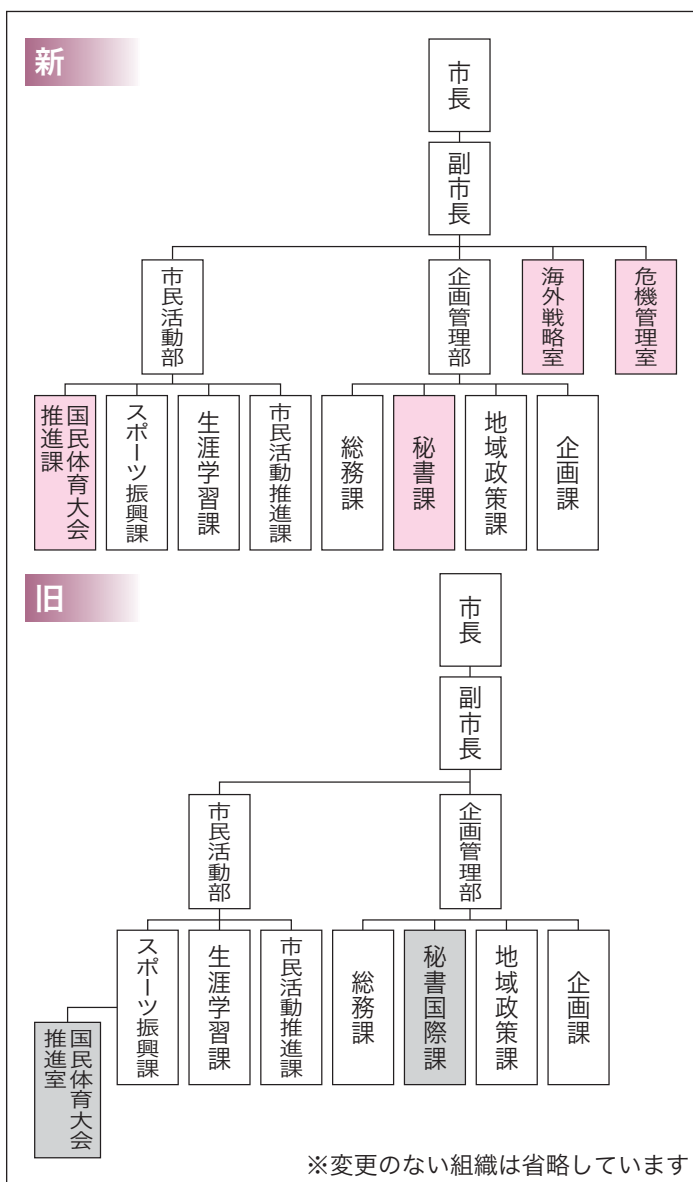 新
市長
副市長
危機管理室
海外戦略室
企画管理部
市民活動部
企画課
地域政策課
秘書課
総務課
市民活動推進課
生涯学習課
スポーツ振興課
国民体育大会
推進課
旧
市長
副市長
企画管理部
市民活動部
企画課
地域政策課
秘書国際課
総務課
市民活動推進課
生涯学習課
スポーツ振興課
国民体育大会
推進室
※変更のない組織は省略しています